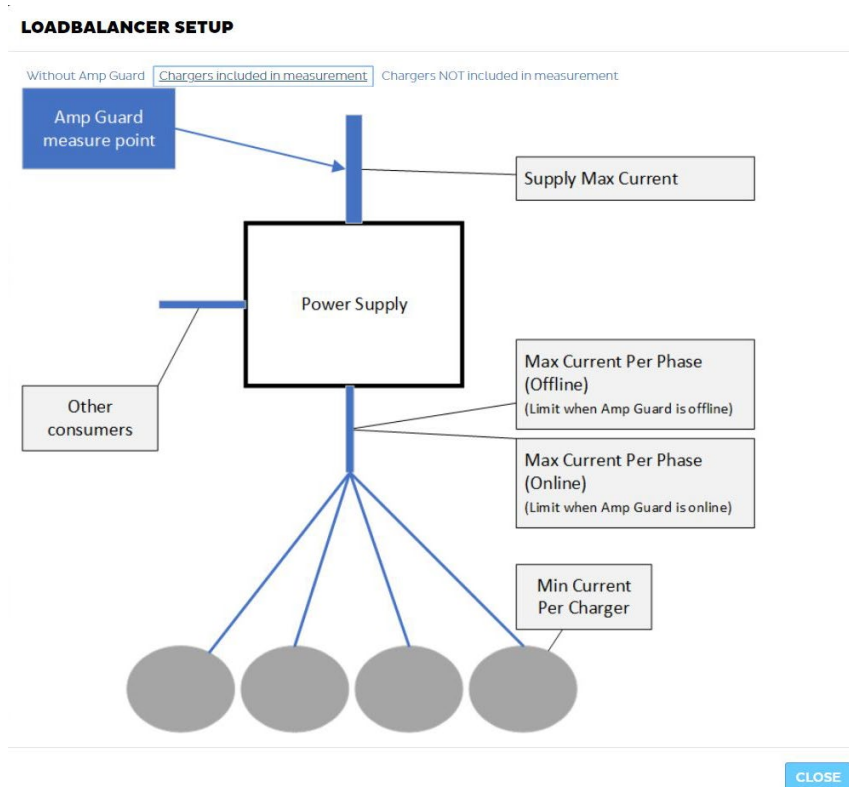 LOADBALANCER SETUP
Without Amp Guard Chargers included in measurement Chargers NOT included in measurement
Amp Guard
measure point
Supply Max Current
Power Supply
Max Current Per Phase
(Offline)
(Limit when Amp Guard is offline)
Other
consumers
Max Current Per Phase
(Online)
(Limit when Amp Guard is online)
Min Current
Per Charger
CLOSE